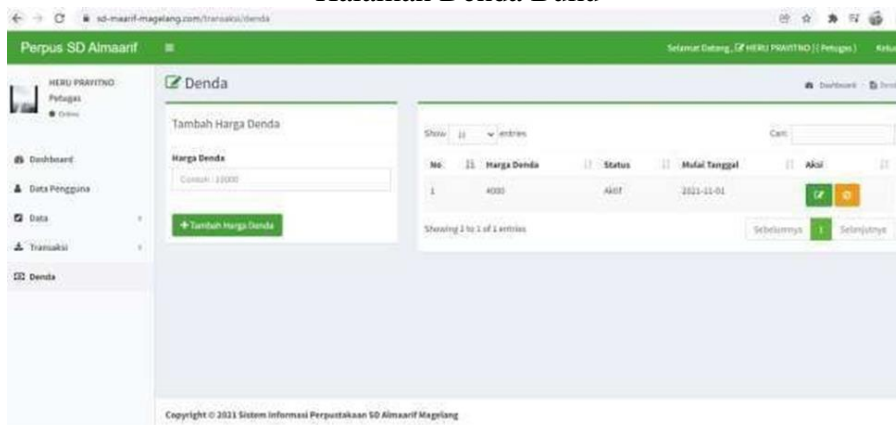 Halaman Denda Buku
sd-maarif-magelang.com/transaksi/denda
Perpus SD Almaarif
Selamat Datang, HERU PRAYITNO ( Petugas )
HERU PRAYITNO
Petugas
Online
Denda
Dashboard
Tambah Harga Denda
Harga Denda
Contoh : 10000
+ Tambah Harga Denda
Show 10 entries
Cari:
No Harga Denda Status Mulai Tanggal Aksi
1 4000 Aktif 2021-11-01
Showing 1 to 1 of 1 entries
Sebelumnya 1 Selanjutnya
Dashboard
Data Pengguna
Data
Transaksi
Denda
Copyright © 2021 Sistem Informasi Perpustakaan SD Almaarif Magelang